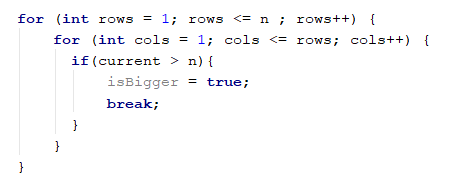 for (int rows = 1; rows <= n ; rows++) {
    for (int cols = 1; cols <= rows; cols++) {
      if(current > n){
          isBigger = true;
          break;
      }
    }
}